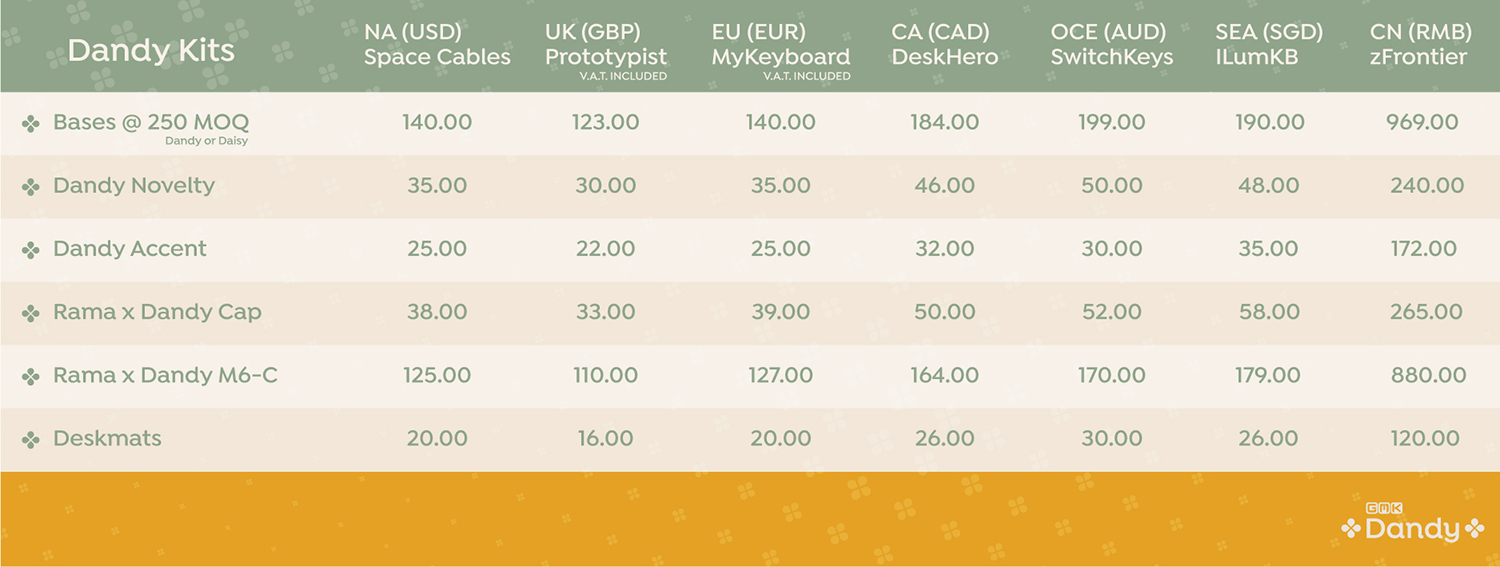 Dandy Kits
NA (USD) UK (GBP) EU (EUR) CA (CAD) OCE (AUD) SEA (SGD) CN (RMB)
Space Cables Prototypist MyKeyboard DeskHero SwitchKeys ILumKB zFrontier
V.A.T. INCLUDED V.A.T. INCLUDED
Bases @ 250 MOQ 140.00 123.00 140.00 184.00 199.00 190.00 969.00
Dandy or Daisy
Dandy Novelty 35.00 30.00 35.00 46.00 50.00 48.00 240.00
Dandy Accent 25.00 22.00 25.00 32.00 30.00 35.00 172.00
Rama x Dandy Cap 38.00 33.00 39.00 50.00 52.00 58.00 265.00
Rama x Dandy M6-C 125.00 110.00 127.00 164.00 170.00 179.00 880.00
Deskmats 20.00 16.00 20.00 26.00 30.00 26.00 120.00
GMK
Dandy